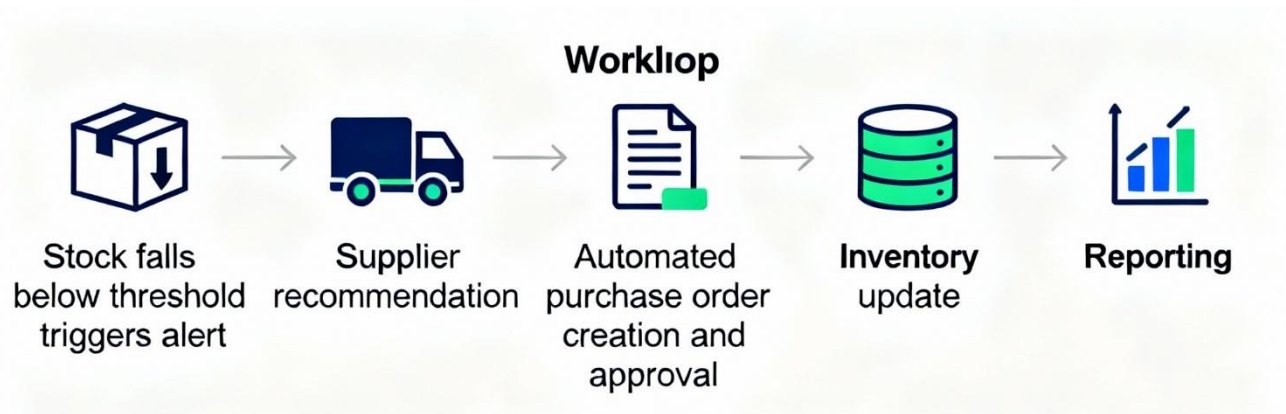 Workliop
Stock falls
below threshold
triggers alert
Supplier
recommendation
Automated
purchase order
creation and
approval
Inventory
update
Reporting